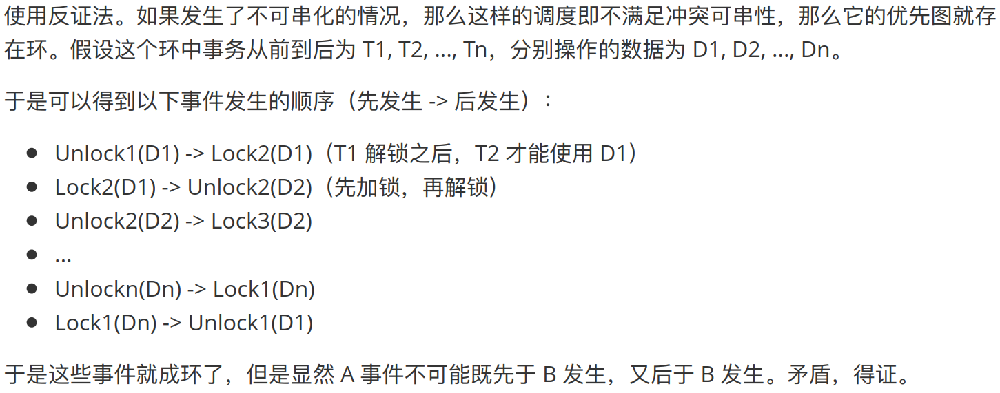 使用反证法。如果发生了不可串化的情况，那么这样的调度即不满足冲突可串性，那么它的优先图就存
在环。假设这个环中事务从前到后为 T1, T2, ..., Tn，分别操作的数据为 D1, D2, ..., Dn。
于是可以得到以下事件发生的顺序（先发生 -> 后发生）：
● Unlock1(D1) -> Lock2(D1)（T1 解锁之后，T2 才能使用 D1）
● Lock2(D1) -> Unlock2(D2)（先加锁，再解锁）
● Unlock2(D2) -> Lock3(D2)
● ...
● Unlockn(Dn) -> Lock1(Dn)
● Lock1(Dn) -> Unlock1(D1)
于是这些事件就成环了，但是显然 A 事件不可能既先于 B 发生，又后于 B 发生。矛盾，得证。